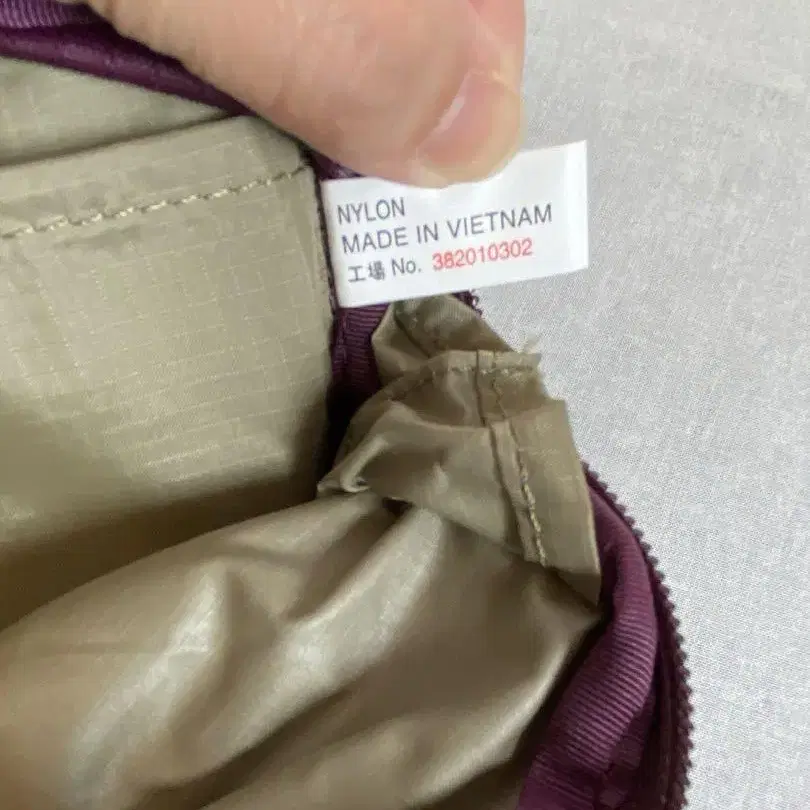 NYLON
MADE IN VIETNAM
工場 No. 382010302